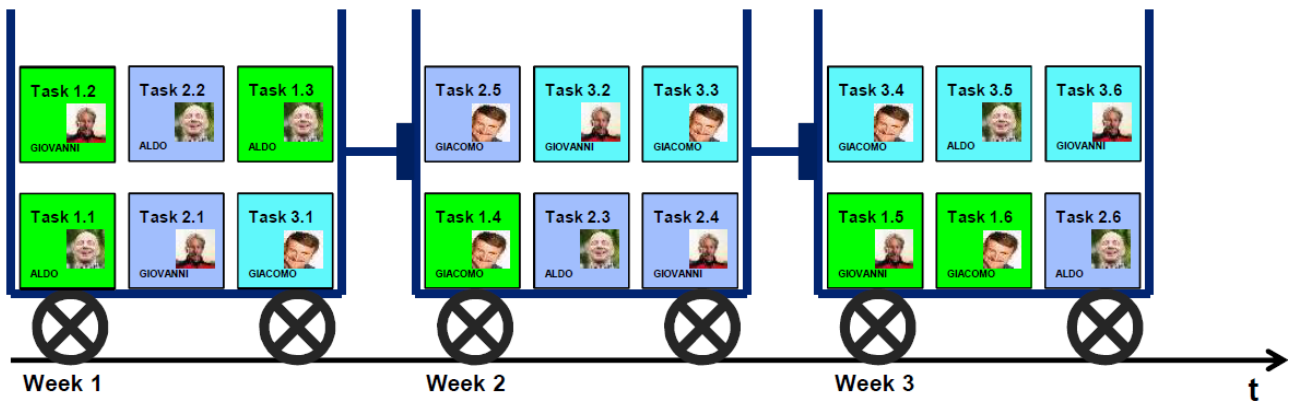 Task 1.2
GIOVANNI
Task 2.2
ALDO
Task 1.3
ALDO
Task 1.1
ALDO
Task 2.1
GIOVANNI
Task 3.1
GIACOMO
Task 2.5
GIACOMO
Task 3.2
GIOVANNI
Task 3.3
GIACOMO
Task 1.4
GIACOMO
Task 2.3
ALDO
Task 2.4
GIOVANNI
Task 3.4
GIACOMO
Task 3.5
ALDO
Task 3.6
GIOVANNI
Task 1.5
GIOVANNI
Task 1.6
GIACOMO
Task 2.6
ALDO
Week 1
Week 2
Week 3
t